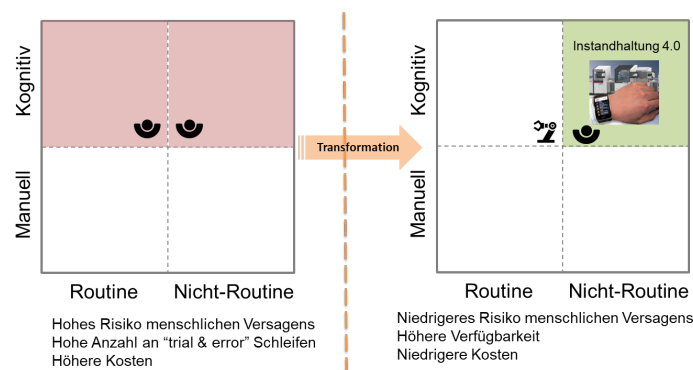 Kognitiv
Manuell
Routine
Nicht-Routine
Hohes Risiko menschlichen Versagens
Hohe Anzahl an “trial & error” Schleifen
Höhere Kosten
Transformation
Instandhaltung 4.0
Kognitiv
Manuell
Routine
Nicht-Routine
Niedrigeres Risiko menschlichen Versagens
Höhere Verfügbarkeit
Niedrigere Kosten